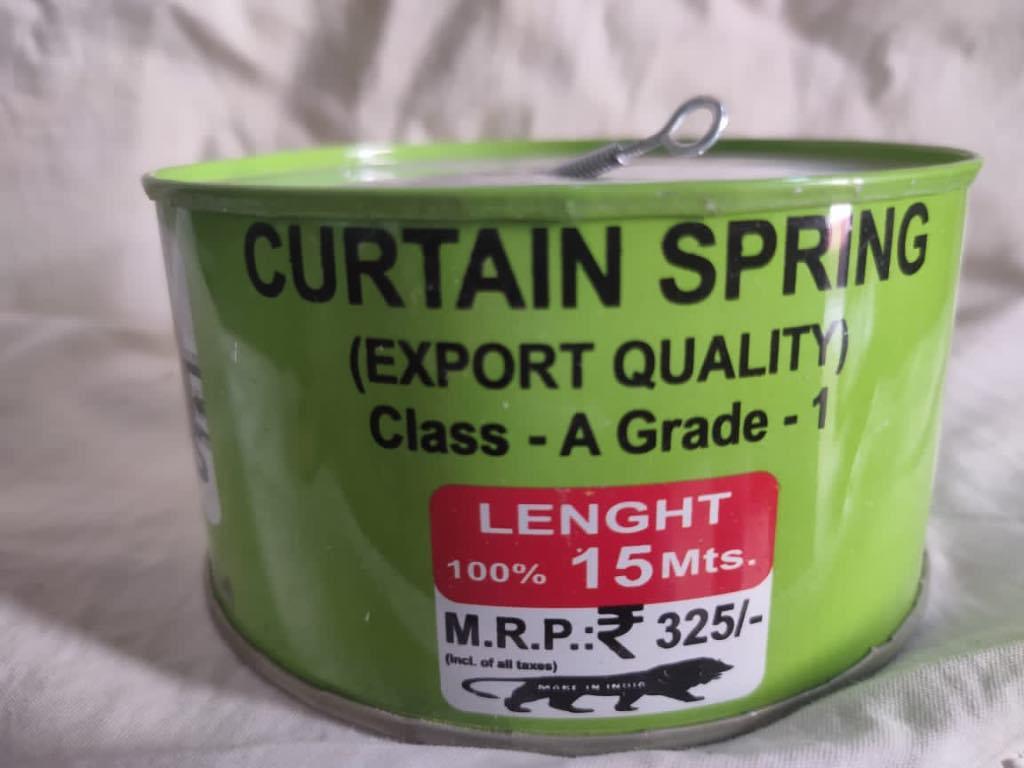 CURTAIN SPRING
(EXPORT QUALITY)
Class - A Grade - 1
LENGHT
100% 15 Mts.
M.R.P.:₹ 325/-
(Incl. of all taxes)
MAKE IN INDIA